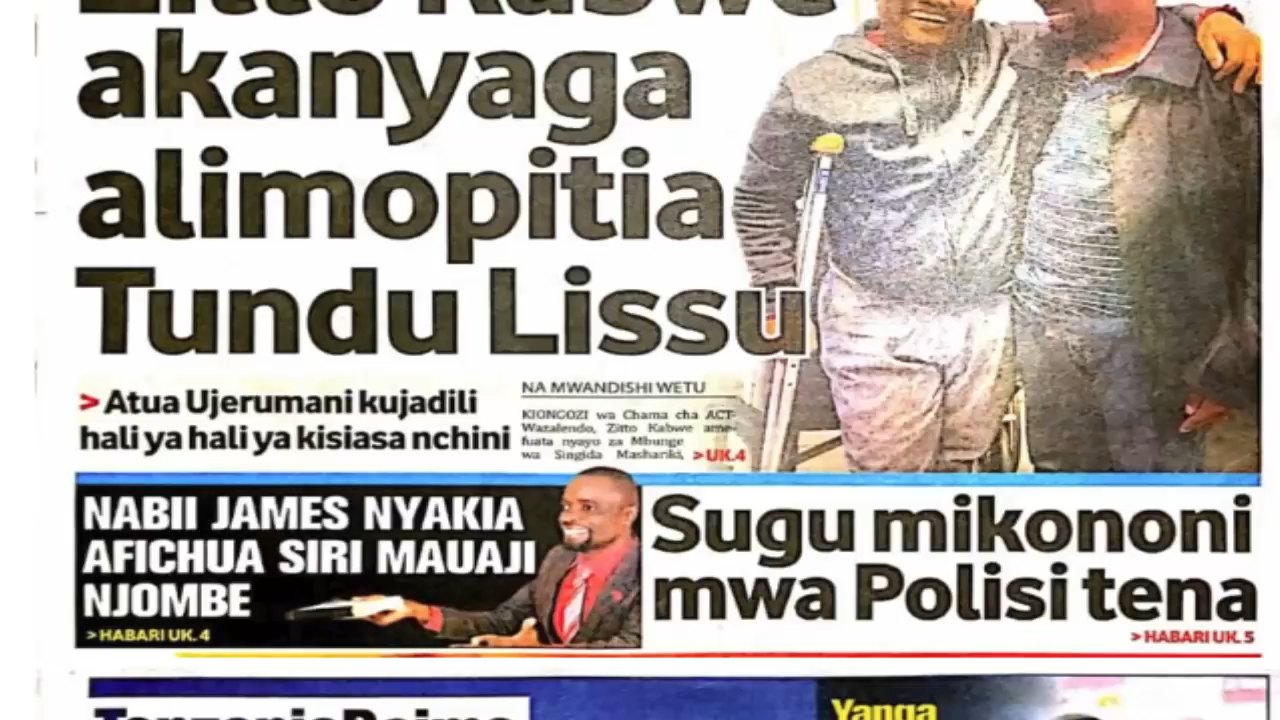 Zitto Kabwe
akanyaga
alimopitia
Tundu Lissu
> Atua Ujerumani kujadili
hali ya hali ya kisiasa nchini
NA MWANDISHI WETU
KIONGOZI wa Chama cha ACT-
Wazalendo, Zitto Kabwe ame-
fuata nyayo za Mbunge
wa Singida Mashariki, > UK.4
NABII JAMES NYAKIA
AFICHUA SIRI MAUAJI
NJOMBE
> HABARI UK. 4
Sugu mikononi
mwa Polisi tena
> HABARI UK. 5
Yanga